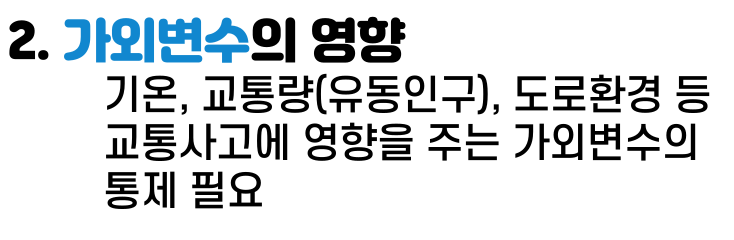 2. 가외변수의 영향
기온, 교통량(유동인구), 도로환경 등
교통사고에 영향을 주는 가외변수의
통제 필요